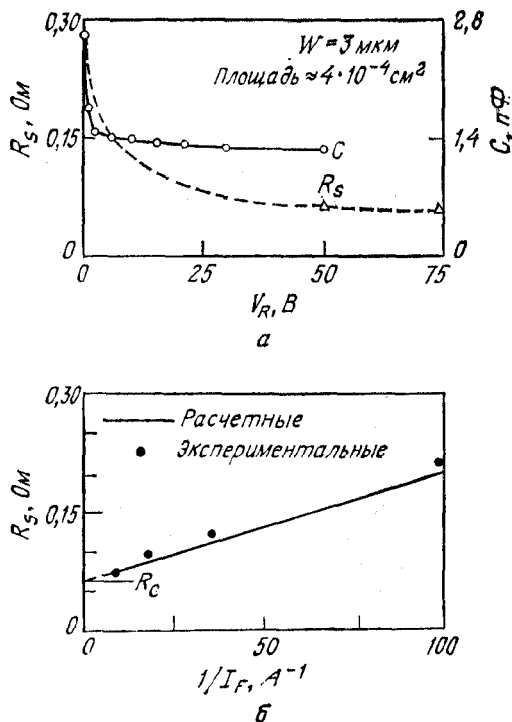 0,30
W = 3 мкм
Площадь ≈ 4·10⁻⁴ см²
2,8
R_S, Ом
0,15
1,4
C, пФ
C
R_s
0
0
0
25
50
75
V_R, В
а
0,30
— Расчетные
• Экспериментальные
R_S, Ом
0,15
R_C
0
0
50
100
1/I_F, А⁻¹
б